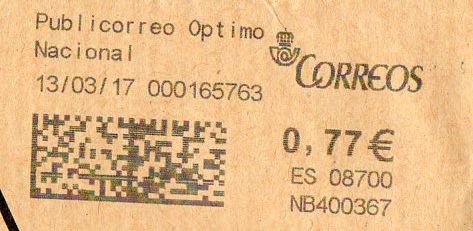 Publicorreo Optimo
Nacional
13/03/17 000165763
CORREOS
0,77€
ES 08700
NB400367